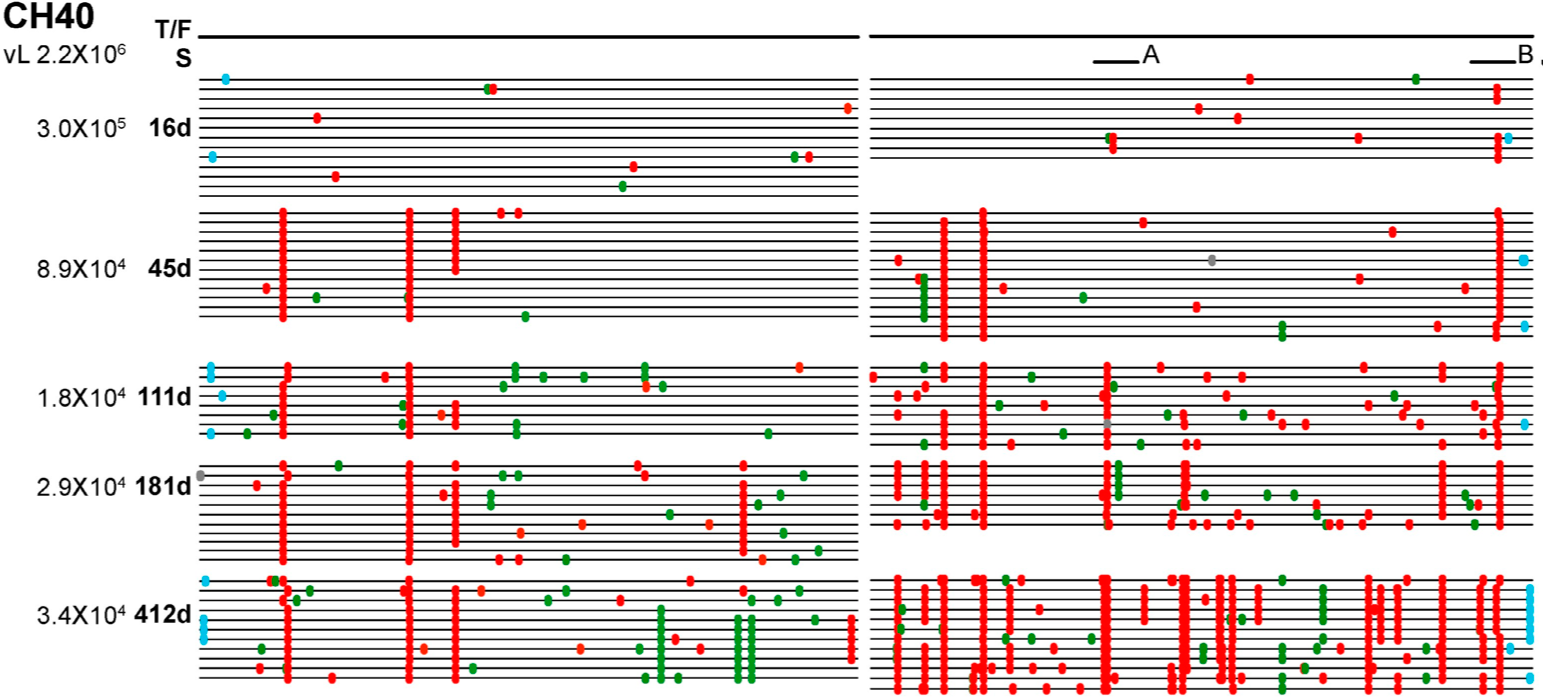 CH40
T/F
vL 2.2X10⁶ S
A B
3.0X10⁵ 16d
8.9X10⁴ 45d
1.8X10⁴ 111d
2.9X10⁴ 181d
3.4X10⁴ 412d